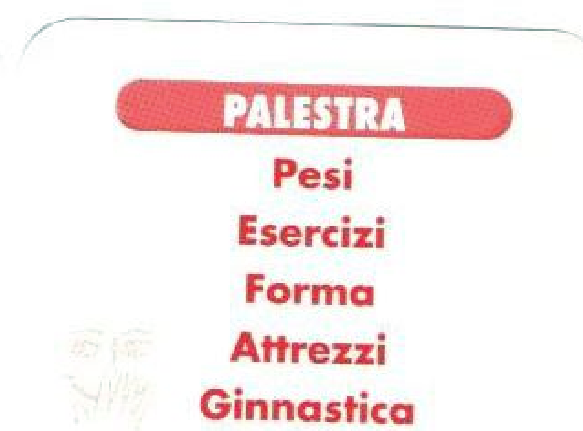 PALESTRA
Pesi
Esercizi
Forma
Attrezzi
Ginnastica